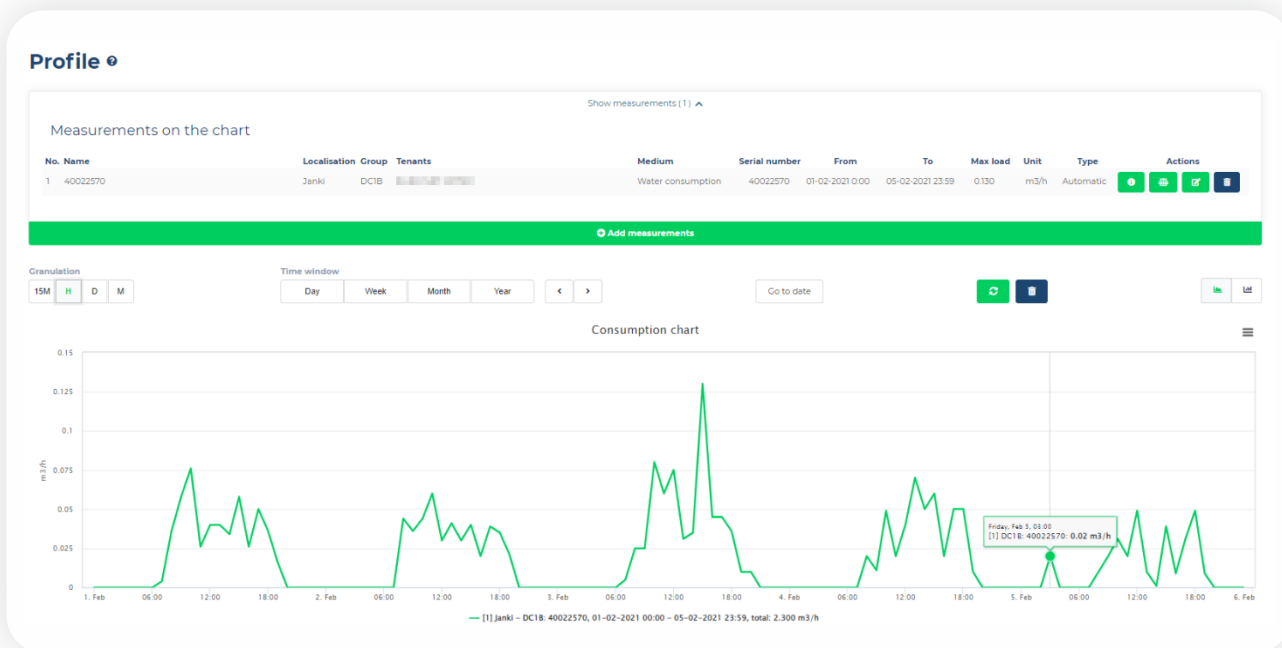 Profile
Show measurements (1)
Measurements on the chart
No. Name Localisation Group Tenants Medium Serial number From To Max load Unit Type Actions
1 40022570 Janki DC1B Water consumption 40022570 01-02-2021 0:00 05-02-2021 23:59 0.130 m3/h Automatic
Add measurements
Granulation Time window
15M H D M Day Week Month Year < > Go to date
Consumption chart
0.15
0.125
0.1
0.075
0.05
0.025
0
m3/h
Friday, Feb 5, 03:00
[1] DC1B: 40022570: 0.02 m3/h
1. Feb 06:00 12:00 18:00 2. Feb 06:00 12:00 18:00 3. Feb 06:00 12:00 18:00 4. Feb 06:00 12:00 18:00 5. Feb 06:00 12:00 18:00 6. Feb
[1] Janki - DC1B: 40022570, 01-02-2021 00:00 - 05-02-2021 23:59, total: 2.300 m3/h